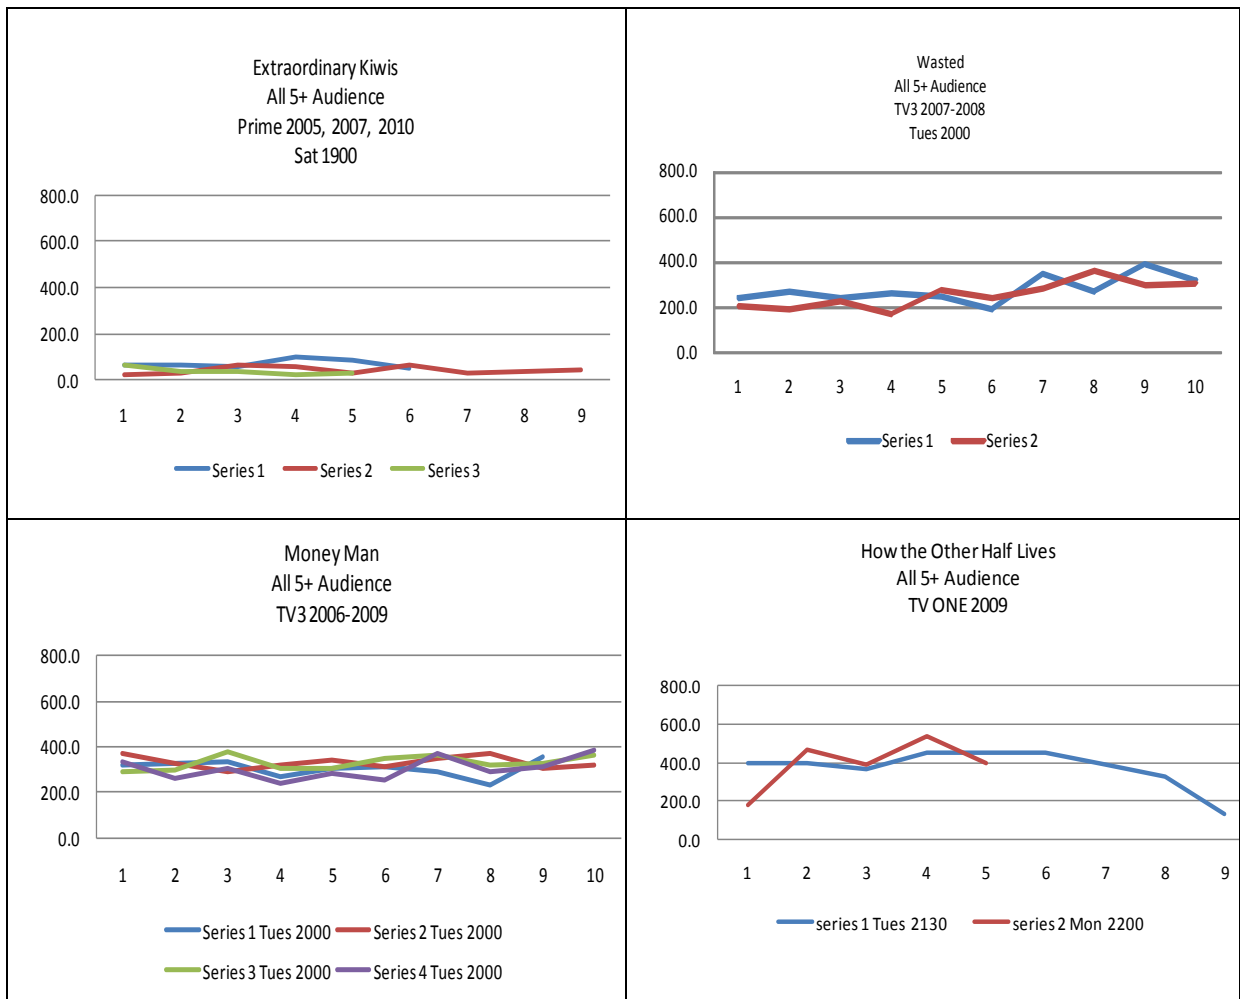 Extraordinary Kiwis
All 5+ Audience
Prime 2005, 2007, 2010
Sat 1900
800.0
600.0
400.0
200.0
0.0
1 2 3 4 5 6 7 8 9
Series 1 Series 2 Series 3
Wasted
All 5+ Audience
TV3 2007-2008
Tues 2000
800.0
600.0
400.0
200.0
0.0
1 2 3 4 5 6 7 8 9 10
Series 1 Series 2
Money Man
All 5+ Audience
TV3 2006-2009
800.0
600.0
400.0
200.0
0.0
1 2 3 4 5 6 7 8 9 10
Series 1 Tues 2000 Series 2 Tues 2000
Series 3 Tues 2000 Series 4 Tues 2000
How the Other Half Lives
All 5+ Audience
TV ONE 2009
800.0
600.0
400.0
200.0
0.0
1 2 3 4 5 6 7 8 9
series 1 Tues 2130 series 2 Mon 2200